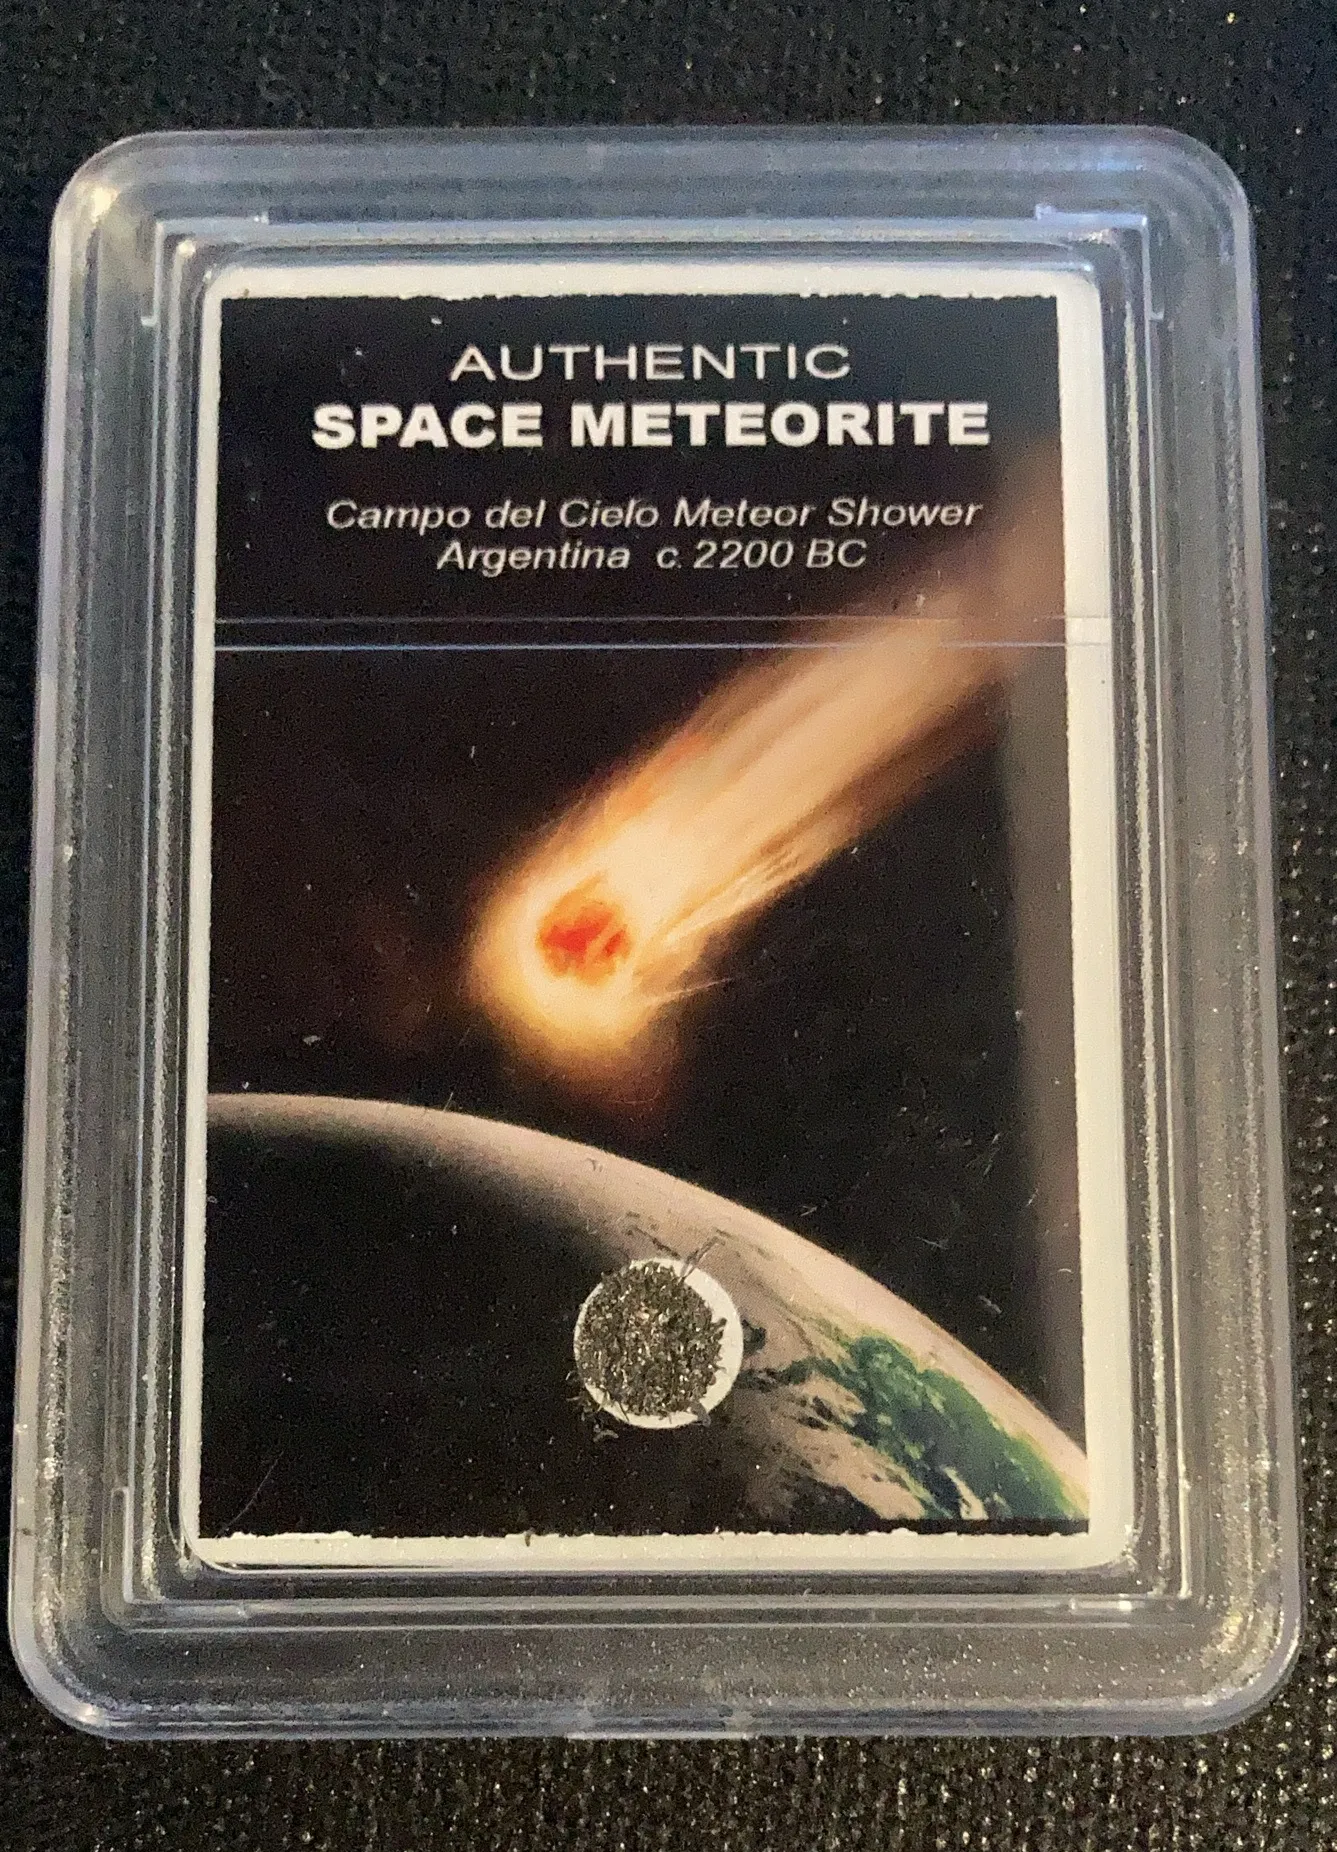 AUTHENTIC
SPACE METEORITE
Campo del Cielo Meteor Shower
Argentina c. 2200 BC